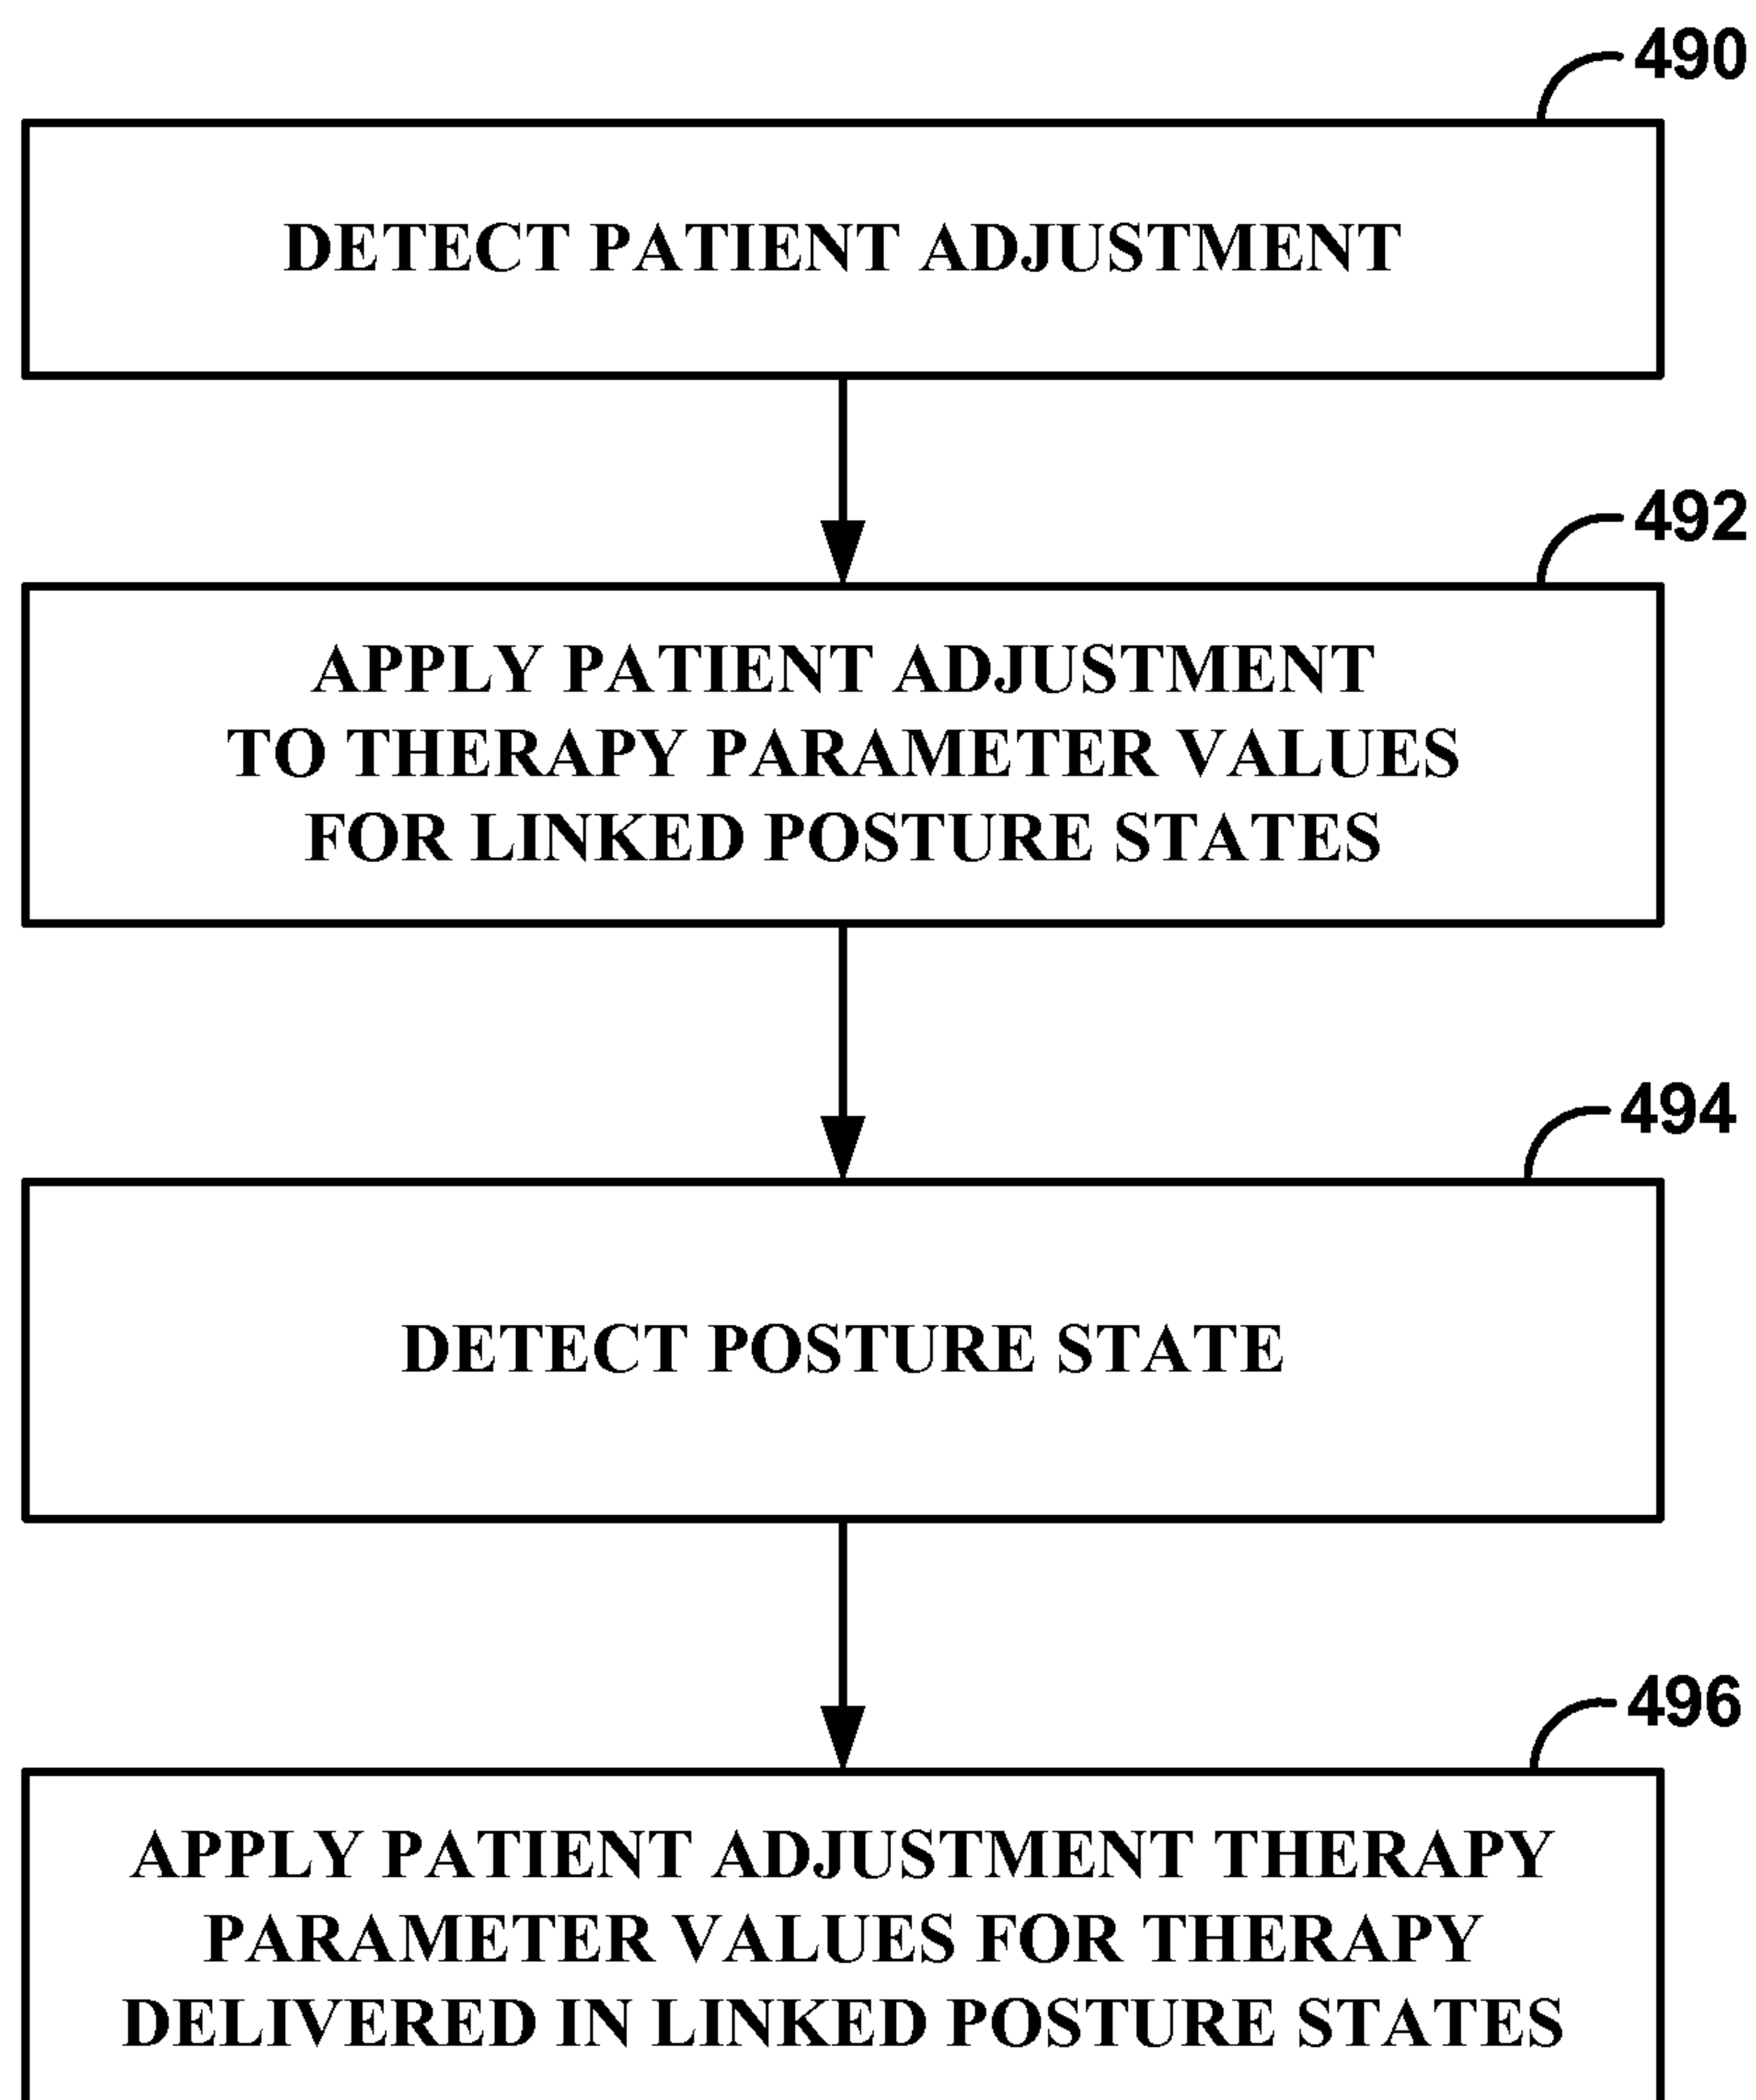 490
DETECT PATIENT ADJUSTMENT
492
APPLY PATIENT ADJUSTMENT
TO THERAPY PARAMETER VALUES
FOR LINKED POSTURE STATES
494
DETECT POSTURE STATE
496
APPLY PATIENT ADJUSTMENT THERAPY
PARAMETER VALUES FOR THERAPY
DELIVERED IN LINKED POSTURE STATES